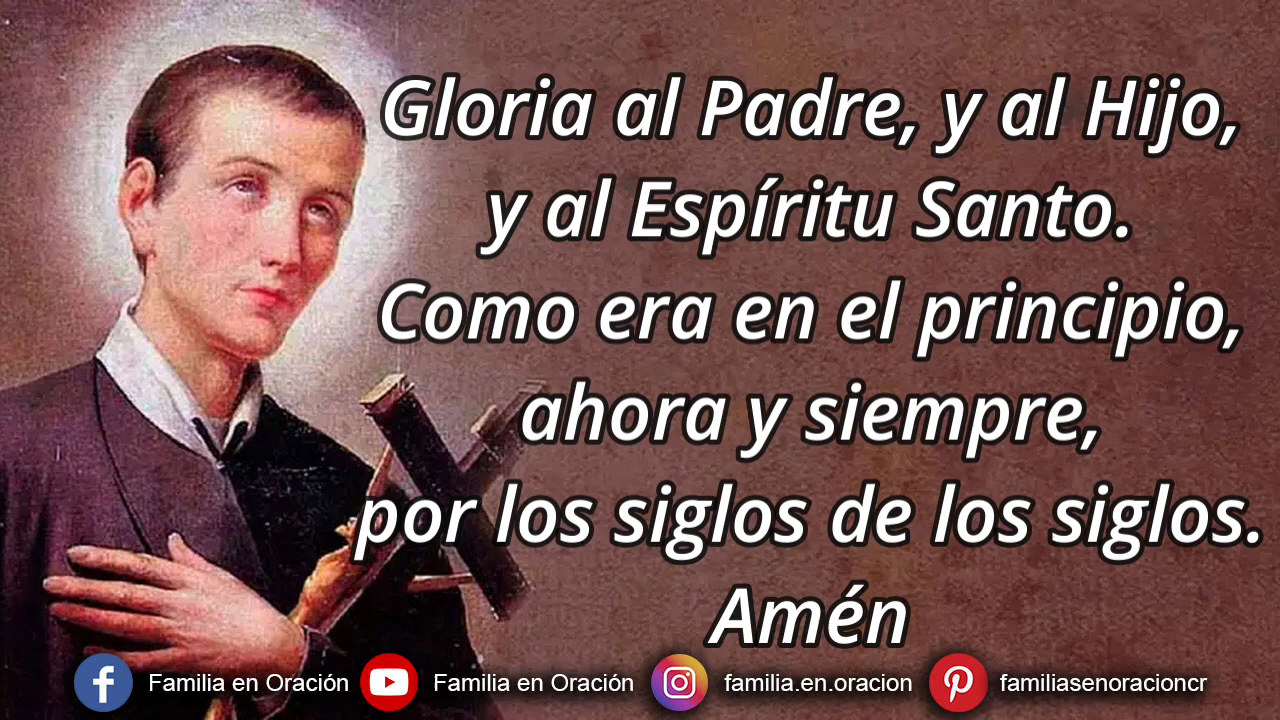 Gloria al Padre, y al Hijo,
y al Espíritu Santo.
Como era en el principio,
ahora y siempre,
por los siglos de los siglos.
Amén
Familia en Oración
Familia en Oración
familia.en.oracion
familiasenoracioncr